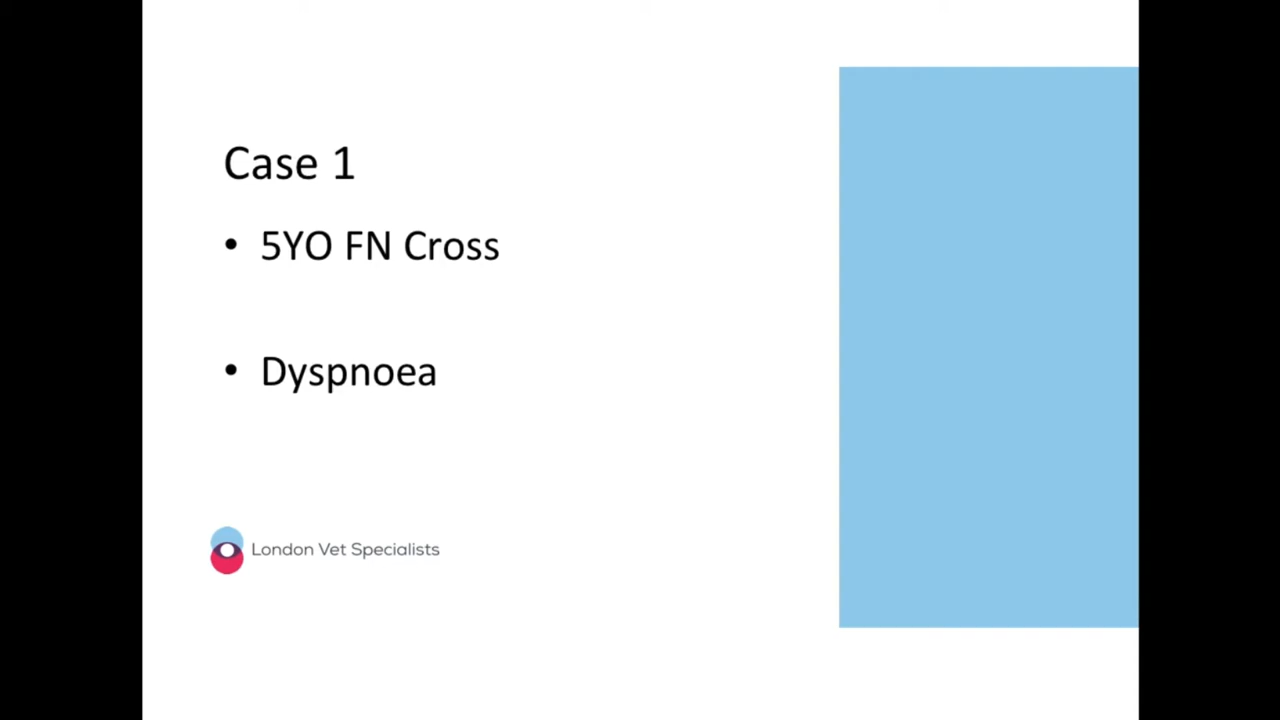 Case 1
• 5YO FN Cross
• Dyspnoea
London Vet Specialists